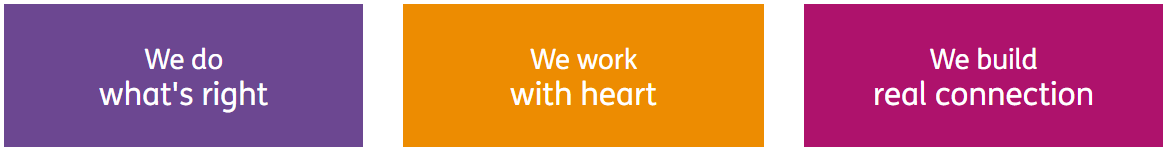 We do
what's right
We work
with heart
We build
real connection